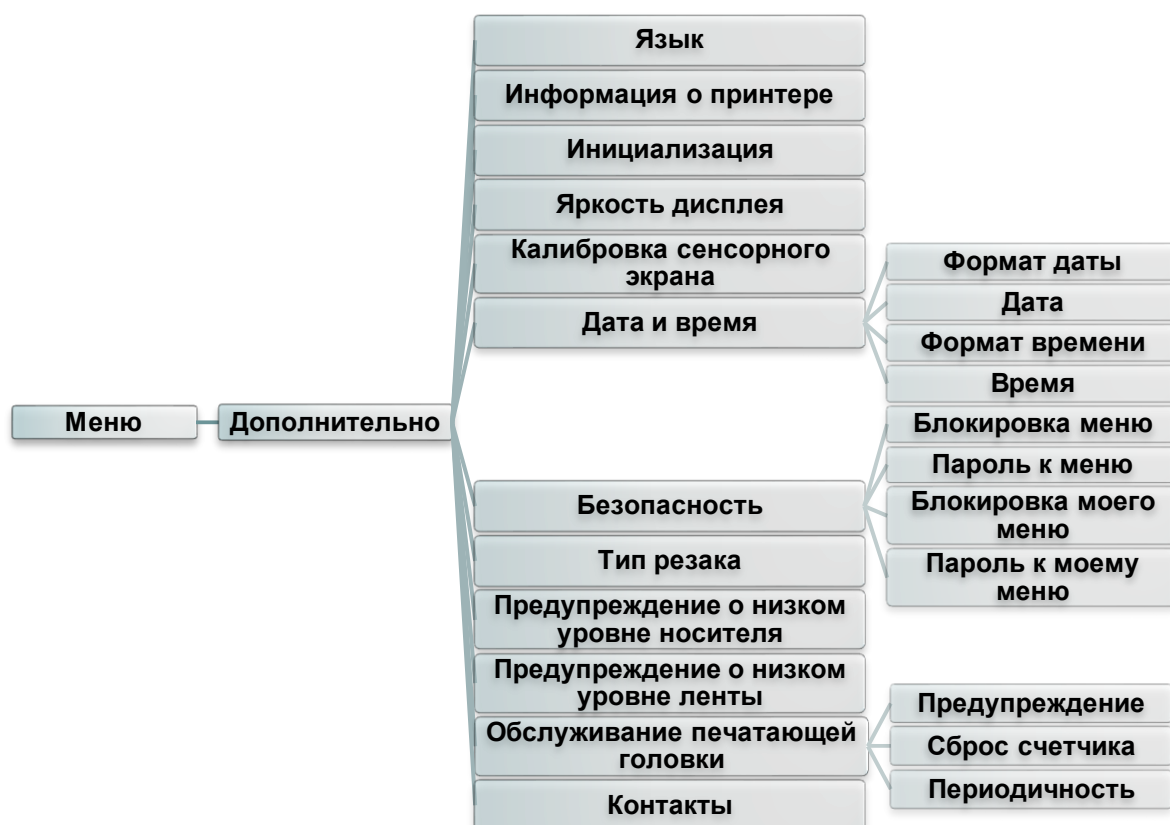 Язык
Информация о принтере
Инициализация
Яркость дисплея
Калибровка сенсорного
экрана
Дата и время
Формат даты
Дата
Формат времени
Время
Меню
Дополнительно
Безопасность
Блокировка меню
Пароль к меню
Блокировка моего
меню
Пароль к моему
меню
Тип резака
Предупреждение о низком
уровне носителя
Предупреждение о низком
уровне ленты
Обслуживание печатающей
головки
Предупреждение
Сброс счетчика
Периодичность
Контакты